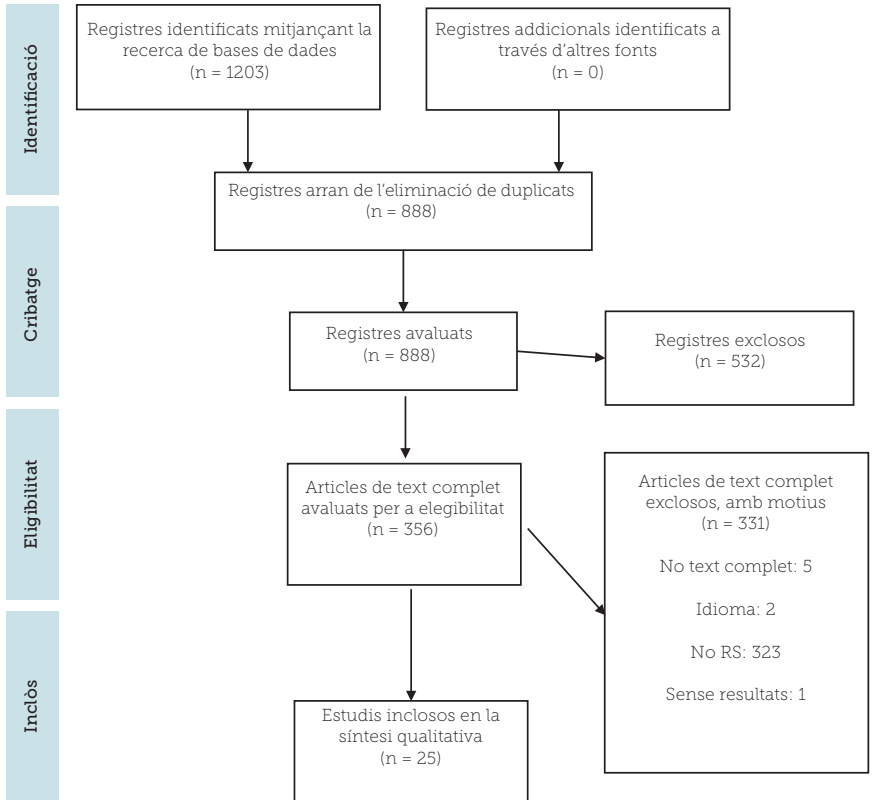 Identificació
Registres identificats mitjançant la
recerca de bases de dades
(n = 1203)
Registres addicionals identificats a
través d'altres fonts
(n = 0)
Registres arran de l'eliminació de duplicats
(n = 888)
Cribatge
Registres avaluats
(n = 888)
Registres exclosos
(n = 532)
Eligibilitat
Articles de text complet
avaluats per a elegibilitat
(n = 356)
Articles de text complet
exclosos, amb motius
(n = 331)
No text complet: 5
Idioma: 2
No RS: 323
Sense resultats: 1
Inclòs
Estudis inclosos en la
síntesi qualitativa
(n = 25)